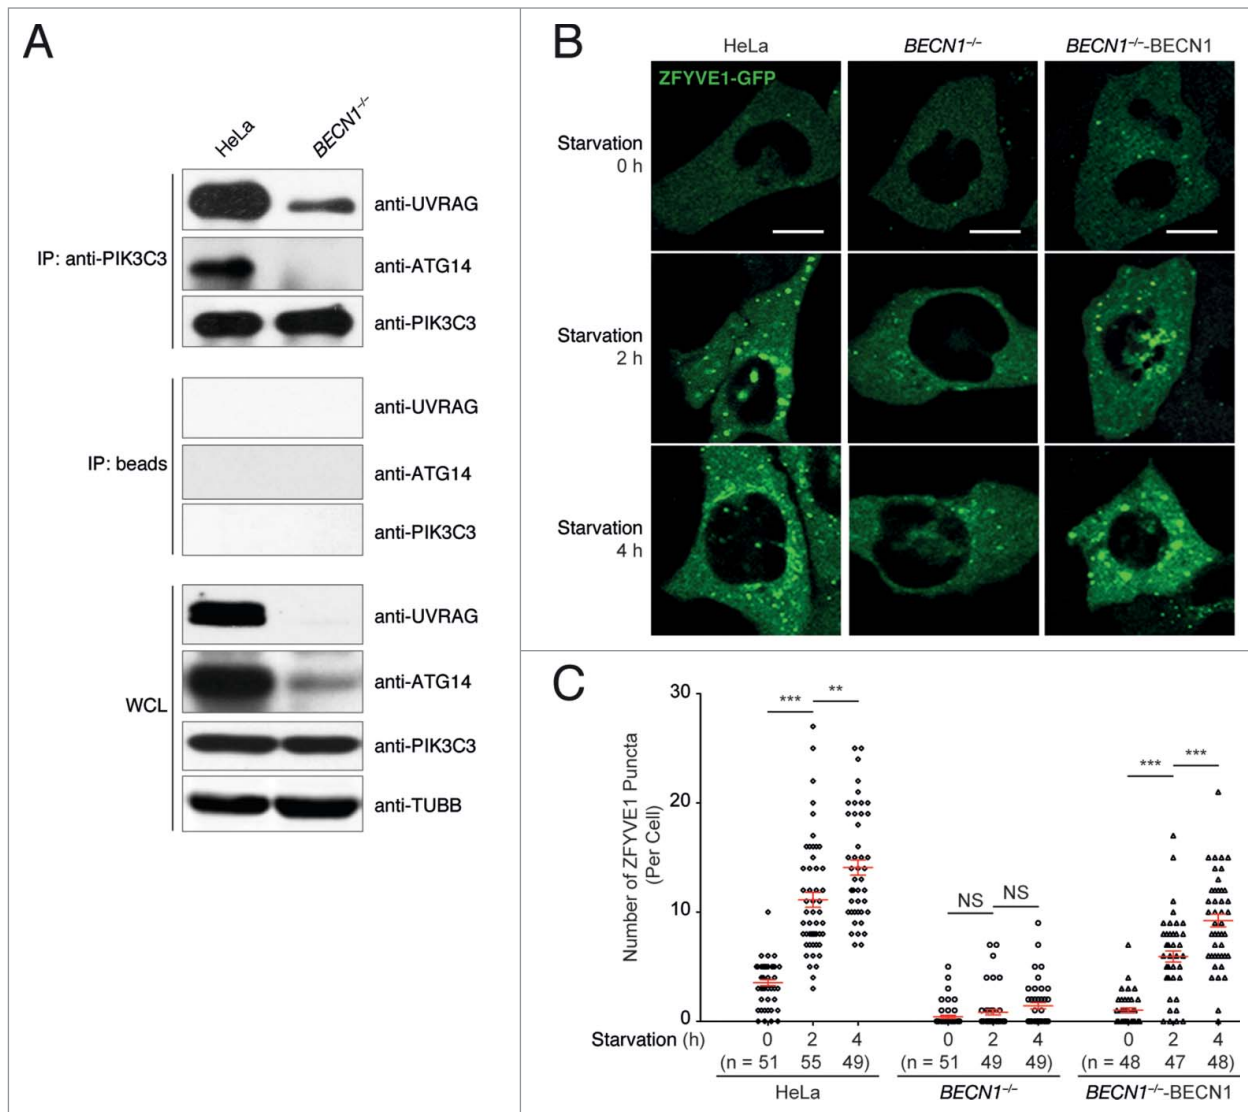 A
HeLa
BECN1⁻/⁻
anti-UVRAG
IP: anti-PIK3C3
anti-ATG14
anti-PIK3C3
anti-UVRAG
IP: beads
anti-ATG14
anti-PIK3C3
anti-UVRAG
anti-ATG14
WCL
anti-PIK3C3
anti-TUBB
B
HeLa
BECN1⁻/⁻
BECN1⁻/⁻-BECN1
ZFYVE1-GFP
Starvation
0 h
Starvation
2 h
Starvation
4 h
C
Number of ZFYVE1 Puncta
(Per Cell)
30
20
10
0
*** **
NS NS
*** ***
Starvation (h) 0 2 4 0 2 4 0 2 4
(n = 51 55 49) (n = 51 49 49) (n = 48 47 48)
HeLa BECN1⁻/⁻ BECN1⁻/⁻-BECN1